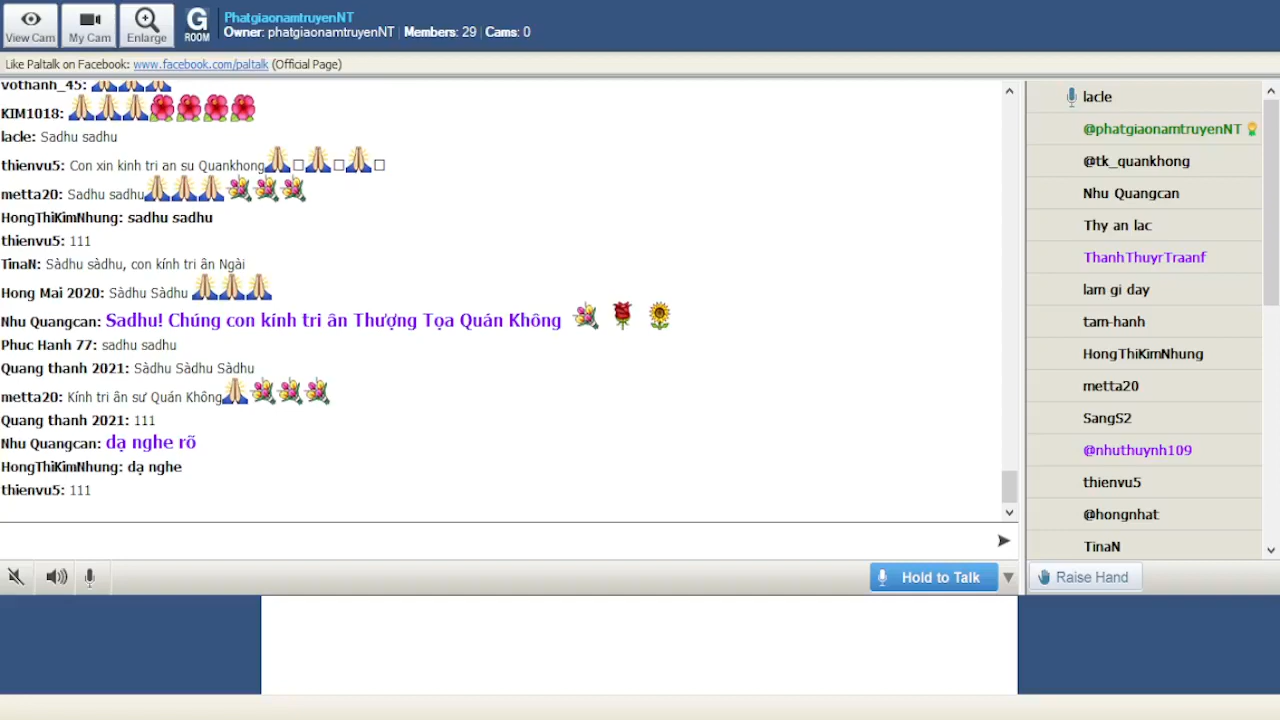 PhatgiaonamtruyenNT
View Cam My Cam Enlarge G ROOM Owner: phatgiaonamtruyenNT | Members: 29 | Cams: 0
Like Paltalk on Facebook: www.facebook.com/paltalk (Official Page)
vothanh_45:
KIM1018:
lacle: Sadhu sadhu
thienvu5: Con xin kinh tri an su Quankhong
metta20: Sadhu sadhu
HongThiKimNhung: sadhu sadhu
thienvu5: 111
TinaN: Sàdhu sàdhu, con kính tri ân Ngài
Hong Mai 2020: Sàdhu Sàdhu
Nhu Quangcan: Sadhu! Chúng con kính tri ân Thượng Tọa Quán Không
Phuc Hanh 77: sadhu sadhu
Quang thanh 2021: Sàdhu Sàdhu Sàdhu
metta20: Kính tri ân sư Quán Không
Quang thanh 2021: 111
Nhu Quangcan: dạ nghe rõ
HongThiKimNhung: dạ nghe
thienvu5: 111
lacle
@phatgiaonamtruyenNT
@tk_quankhong
Nhu Quangcan
Thy an lac
ThanhThuyrTraanf
lam gi day
tam-hanh
HongThiKimNhung
metta20
SangS2
@nhuthuynh109
thienvu5
@hongnhat
TinaN
Hold to Talk
Raise Hand